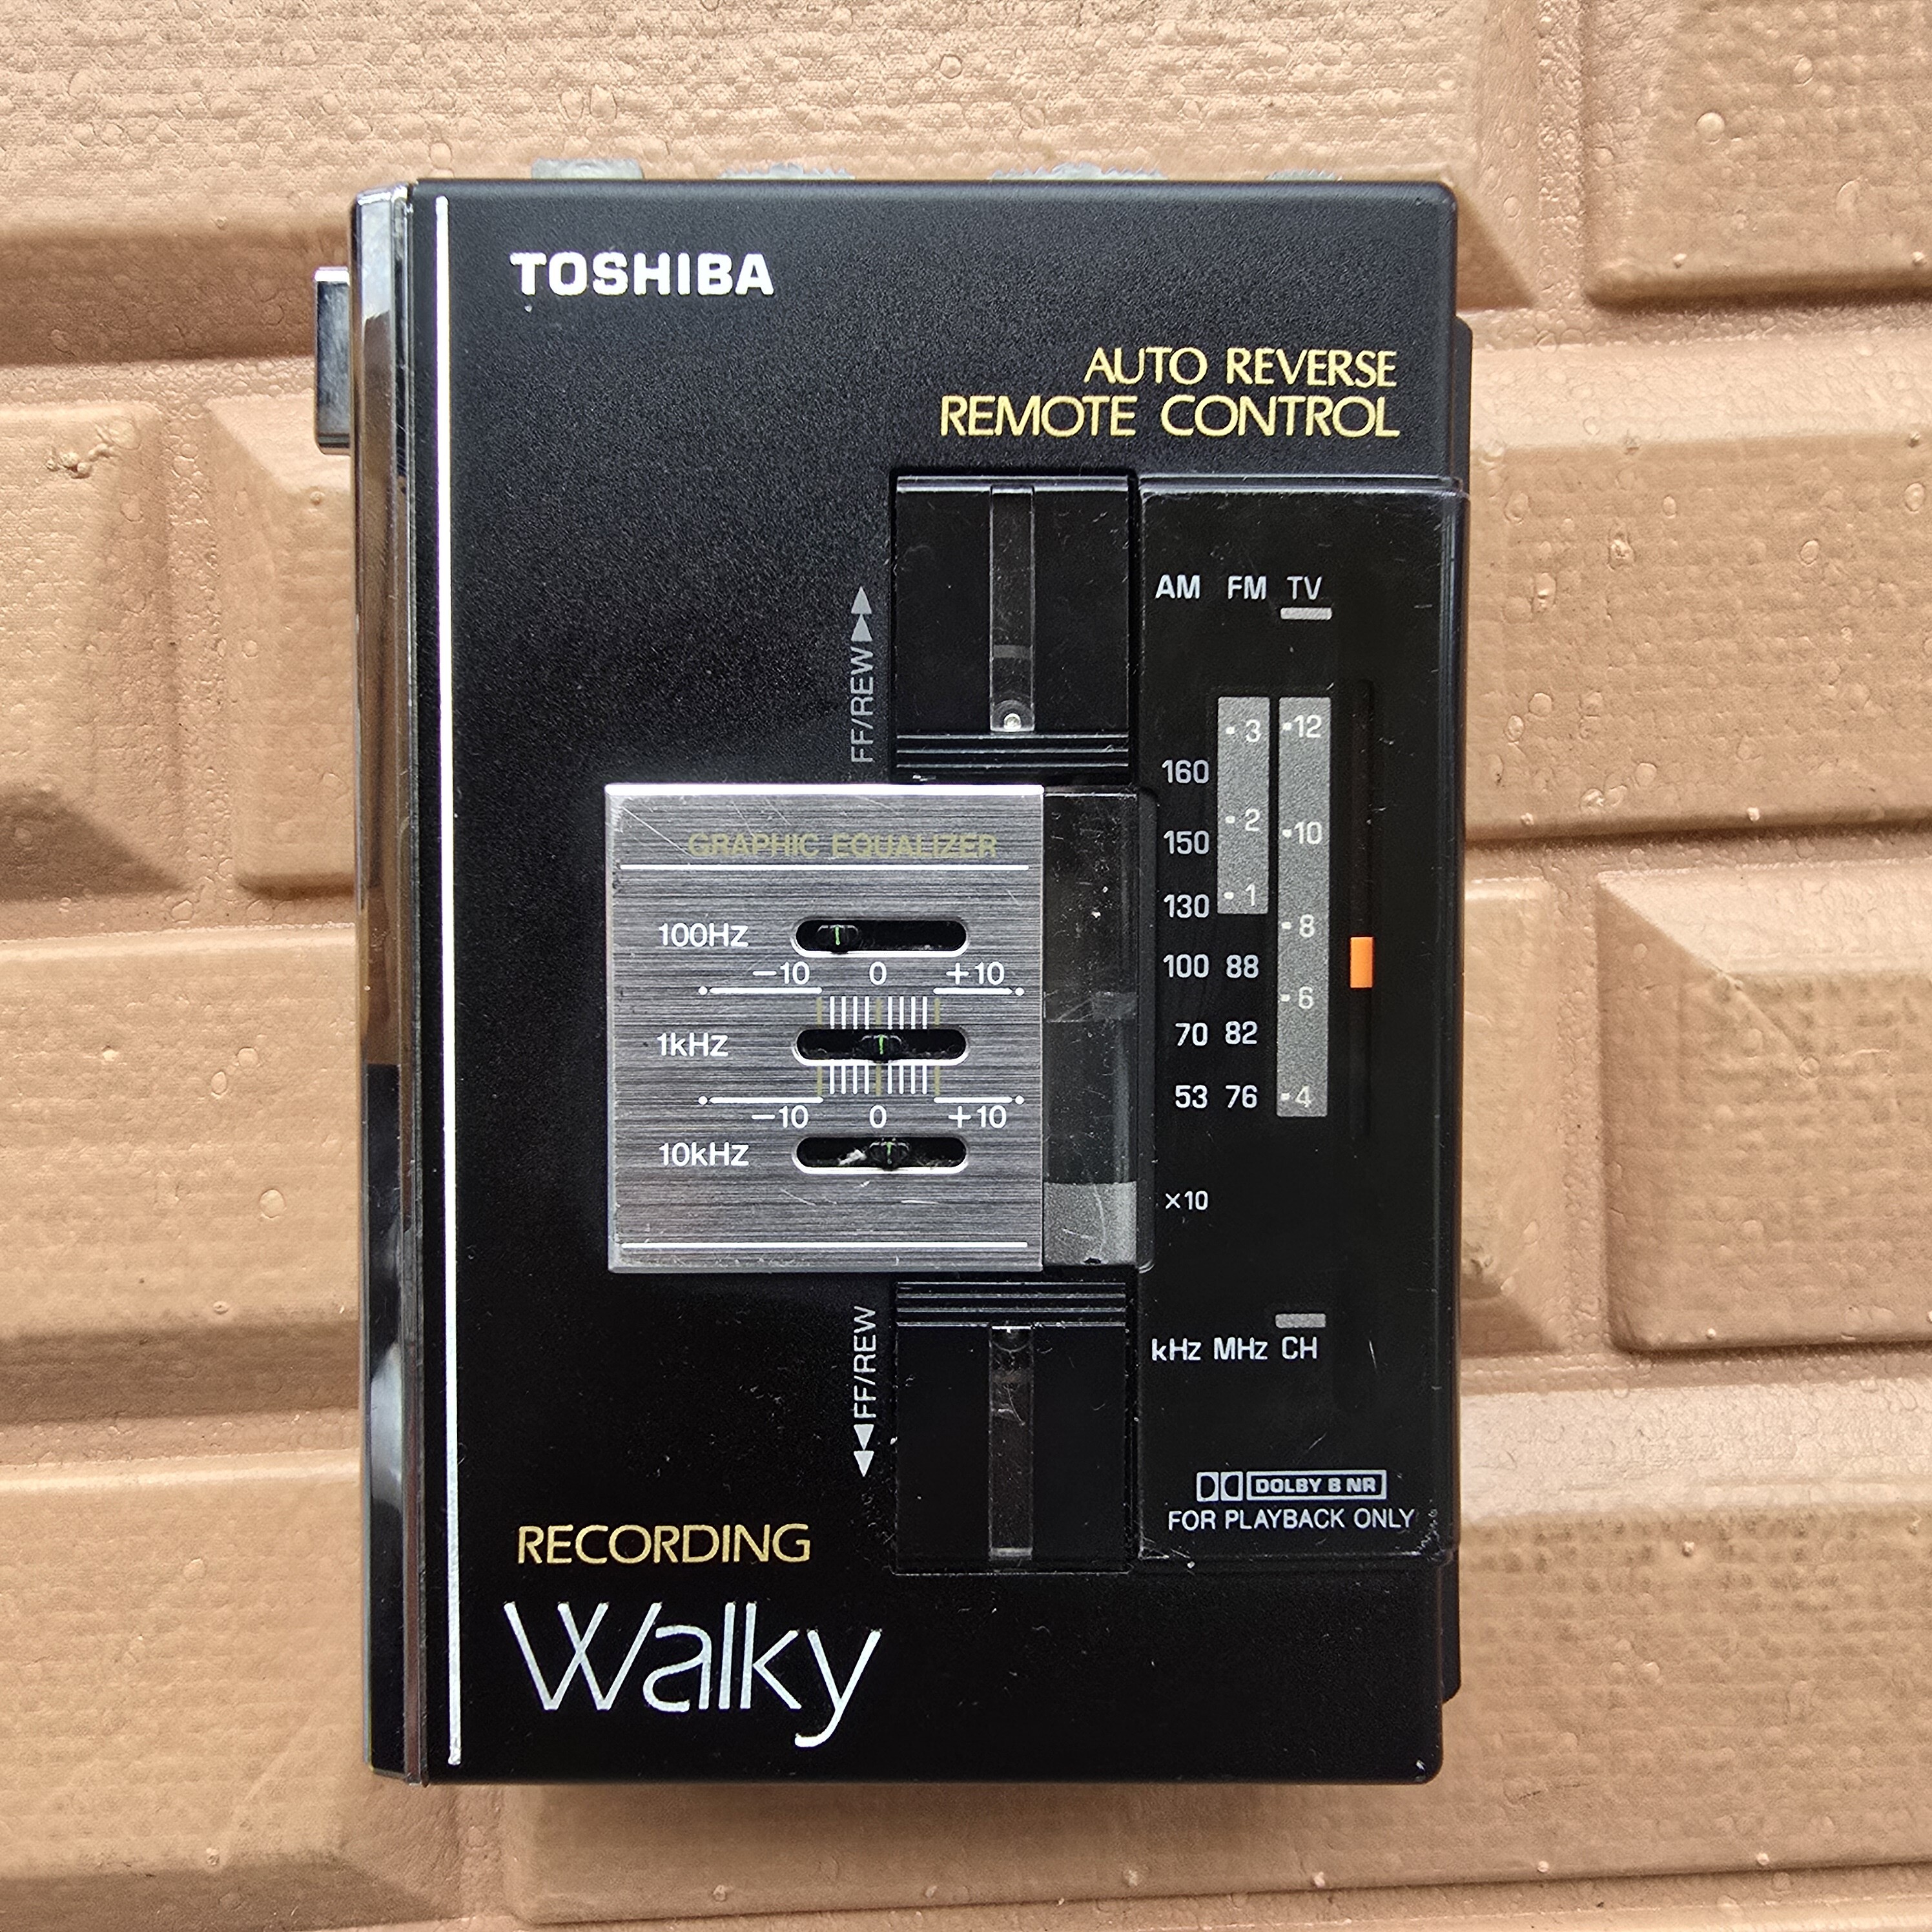 TOSHIBA
AUTO REVERSE
REMOTE CONTROL
FF/REW
AM FM TV
3 12
160
2 10
150
1
130
8
100 88
6
70 82
53 76 4
×10
kHz MHz CH
GRAPHIC EQUALIZER
100Hz
−10 0 +10
1kHz
−10 0 +10
10kHz
FF/REW
DOLBY B NR
FOR PLAYBACK ONLY
RECORDING
Walky